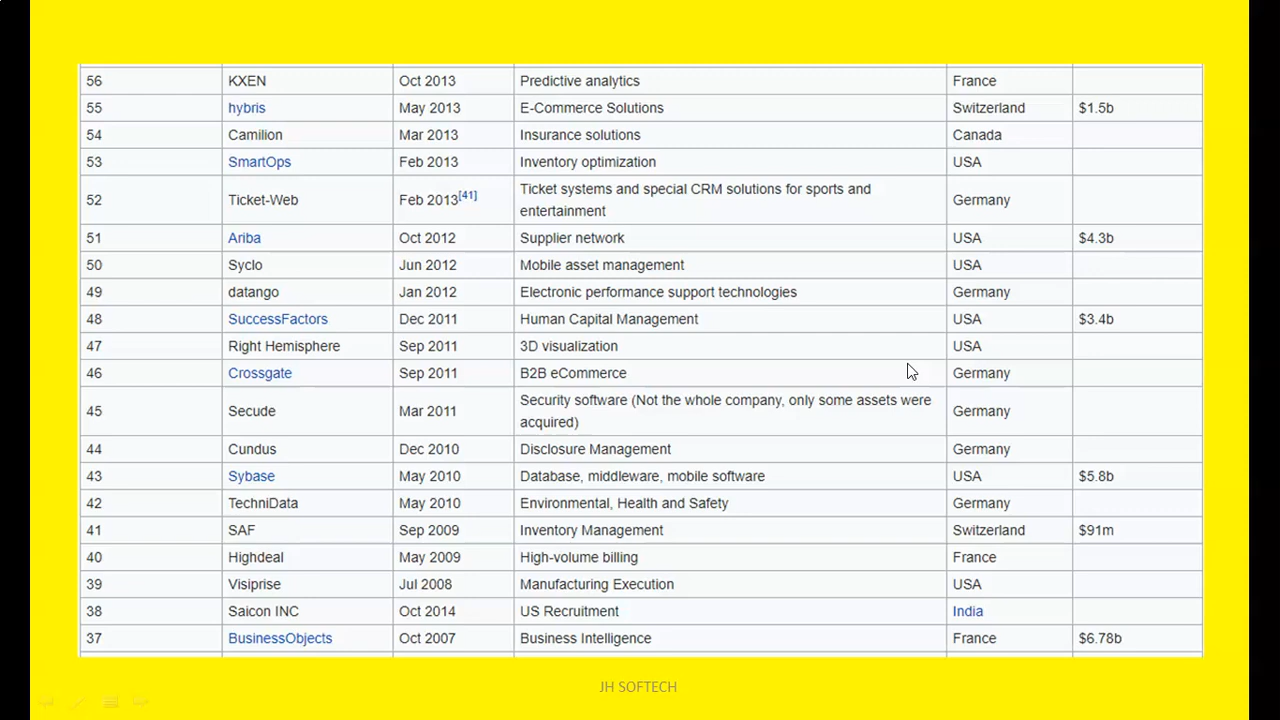 56 KXEN Oct 2013 Predictive analytics France
55 hybris May 2013 E-Commerce Solutions Switzerland $1.5b
54 Camilion Mar 2013 Insurance solutions Canada
53 SmartOps Feb 2013 Inventory optimization USA
52 Ticket-Web Feb 2013[41] Ticket systems and special CRM solutions for sports and
entertainment Germany
51 Ariba Oct 2012 Supplier network USA $4.3b
50 Syclo Jun 2012 Mobile asset management USA
49 datango Jan 2012 Electronic performance support technologies Germany
48 SuccessFactors Dec 2011 Human Capital Management USA $3.4b
47 Right Hemisphere Sep 2011 3D visualization USA
46 Crossgate Sep 2011 B2B eCommerce Germany
45 Secude Mar 2011 Security software (Not the whole company, only some assets were
acquired) Germany
44 Cundus Dec 2010 Disclosure Management Germany
43 Sybase May 2010 Database, middleware, mobile software USA $5.8b
42 TechniData May 2010 Environmental, Health and Safety Germany
41 SAF Sep 2009 Inventory Management Switzerland $91m
40 Highdeal May 2009 High-volume billing France
39 Visiprise Jul 2008 Manufacturing Execution USA
38 Saicon INC Oct 2014 US Recruitment India
37 BusinessObjects Oct 2007 Business Intelligence France $6.78b
JH SOFTECH